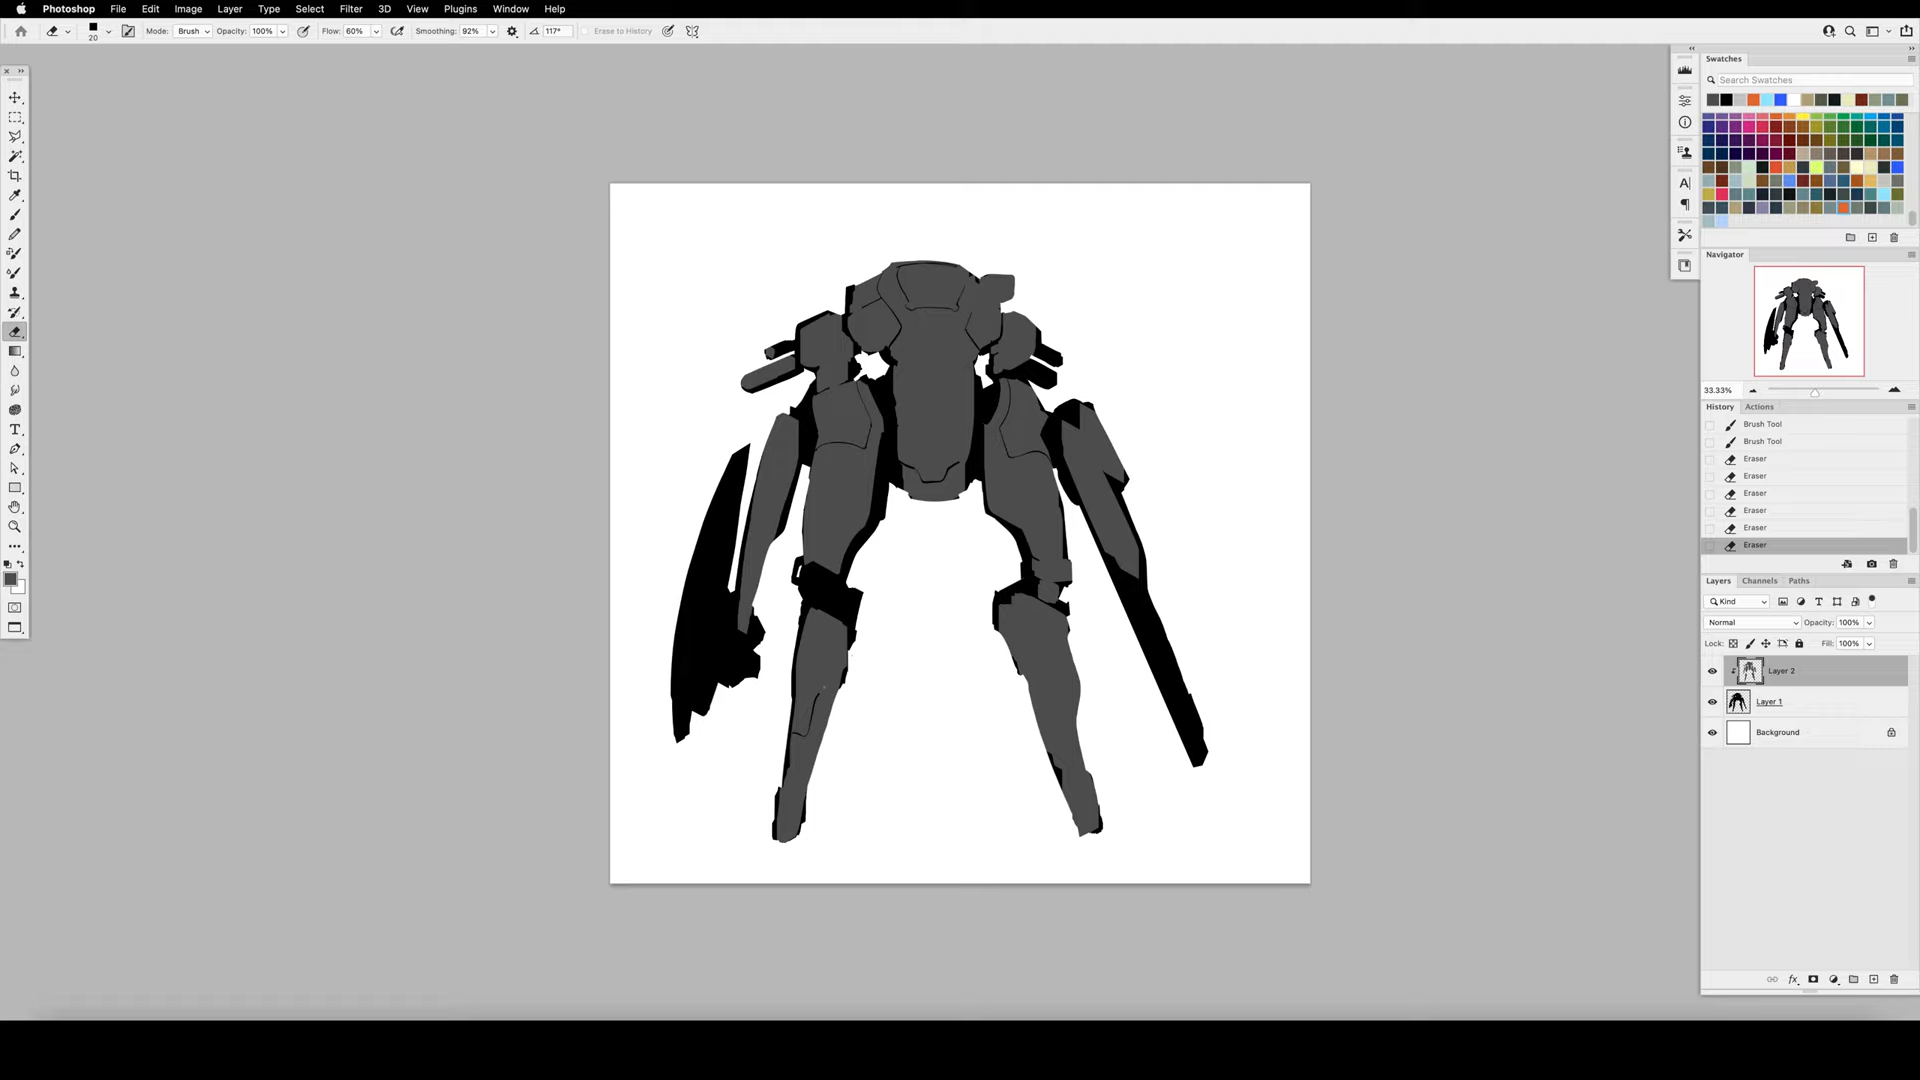 Photoshop File Edit Image Layer Type Select Filter 3D View Plugins Window Help
20 Mode: Brush Opacity: 100% Flow: 60% Smoothing: 92% 117° Erase to History
Swatches
Search Swatches
Navigator
33.33%
History Actions
Brush Tool
Brush Tool
Eraser
Eraser
Eraser
Eraser
Eraser
Eraser
Layers Channels Paths
Kind
Normal Opacity: 100%
Lock: Fill: 100%
Layer 2
Layer 1
Background